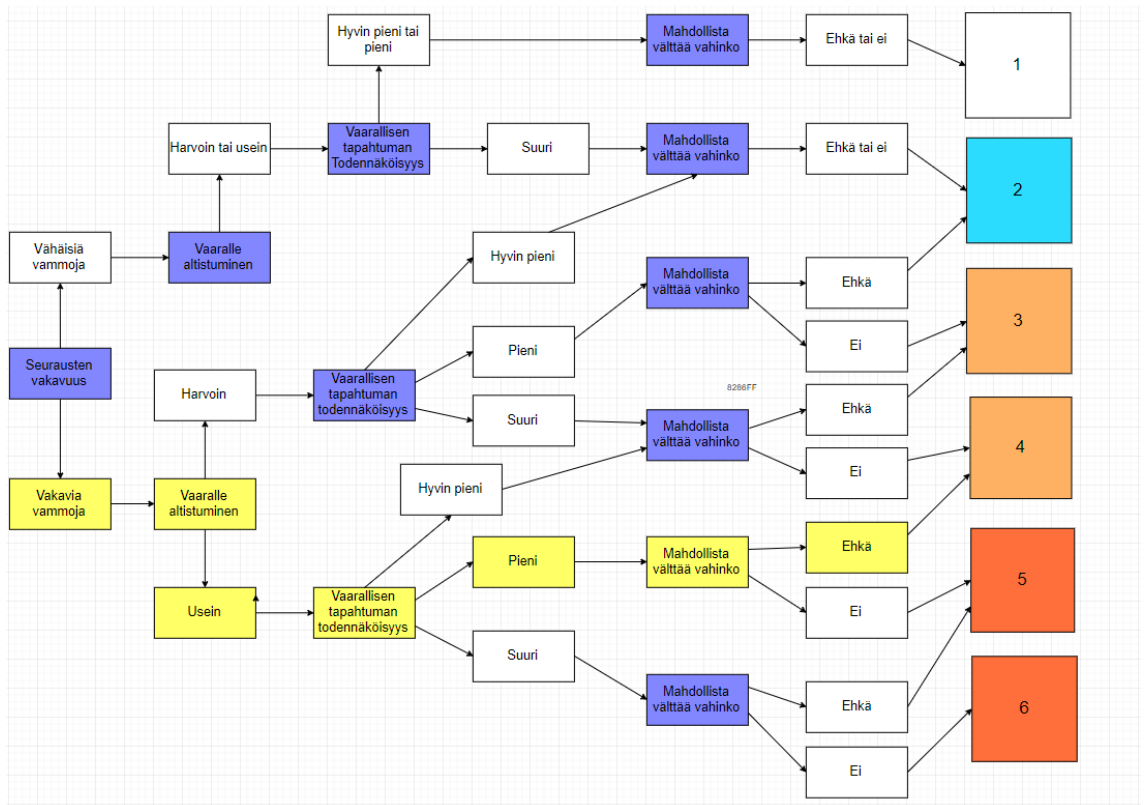 Hyvin pieni tai
pieni
Mahdollista
välttää vahinko
Ehkä tai ei
1
Harvoin tai usein
Vaarallisen
tapahtuman
Todennäköisyys
Suuri
Mahdollista
välttää vahinko
Ehkä tai ei
2
Vähäisiä
vammoja
Vaaralle
altistuminen
Hyvin pieni
Mahdollista
välttää vahinko
Ehkä
3
Pieni
Ei
Seurausten
vakavuus
Harvoin
Vaarallisen
tapahtuman
todennäköisyys
8286FF
Ehkä
Suuri
Mahdollista
välttää vahinko
Ei
4
Vakavia
vammoja
Vaaralle
altistuminen
Hyvin pieni
Pieni
Mahdollista
välttää vahinko
Ehkä
Usein
Vaarallisen
tapahtuman
todennäköisyys
Ei
5
Suuri
Mahdollista
välttää vahinko
Ehkä
6
Ei